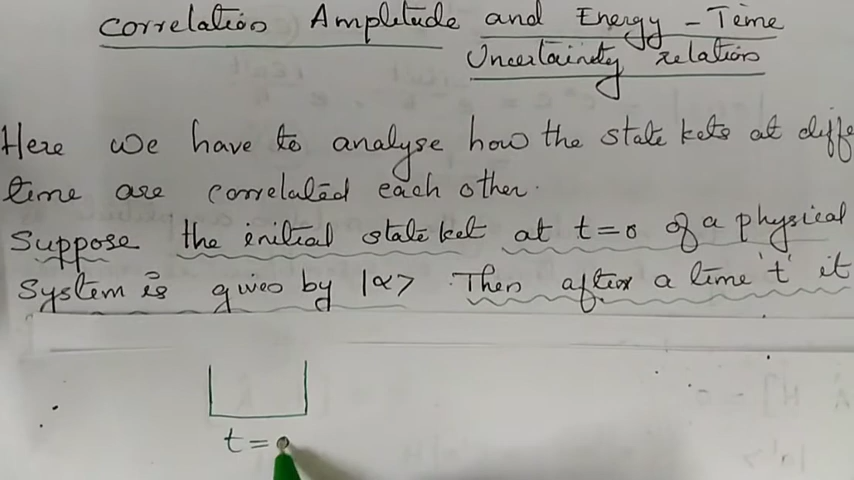 Correlation Amplitude and Energy - Time
Uncertainety relation
Here we have to analyse how the state kets at diffe
time are correlated each other.
Suppose the initial state ket at t=0 of a physical
System is given by |α> . Then after a time 't' it
t = 0